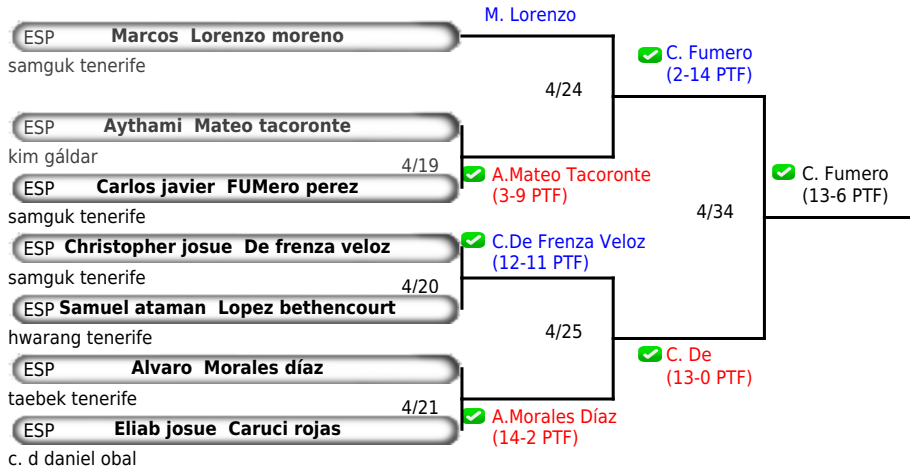 M. Lorenzo
ESP Marcos Lorenzo moreno
samguk tenerife
C. Fumero
(2-14 PTF)
4/24
ESP Aythami Mateo tacoronte
kim gáldar
4/19
A.Mateo Tacoronte
(3-9 PTF)
ESP Carlos javier FUMero perez
samguk tenerife
C. Fumero
(13-6 PTF)
4/34
ESP Christopher josue De frenza veloz
samguk tenerife
C.De Frenza Veloz
(12-11 PTF)
4/20
ESP Samuel ataman Lopez bethencourt
hwarang tenerife
4/25
C. De
(13-0 PTF)
ESP Alvaro Morales díaz
taebek tenerife
4/21
A.Morales Díaz
(14-2 PTF)
ESP Eliab josue Caruci rojas
c. d daniel obal